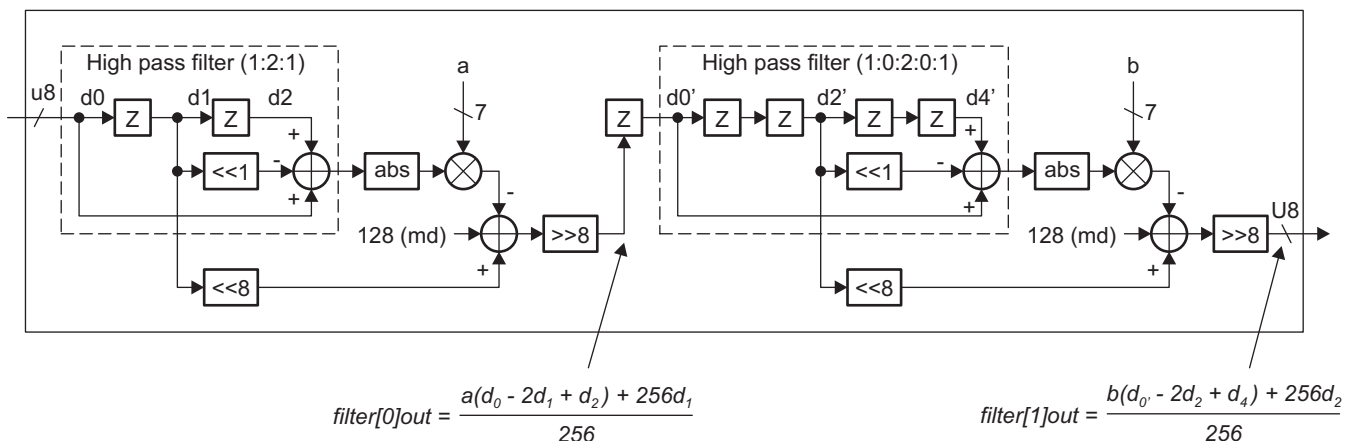 High pass filter (1:2:1)
High pass filter (1:0:2:0:1)
a
b
u8
d0
Z
d1
Z
d2
7
Z
d0'
Z
Z
d2'
Z
Z
d4'
7
+
+
<<1
-
abs
<<1
-
abs
+
+
-
-
U8
128 (md)
>>8
128 (md)
>>8
+
+
<<8
<<8
filter[0]out = a(d0 - 2d1 + d2) + 256d1 / 256
filter[1]out = b(d0' - 2d2 + d4) + 256d2 / 256